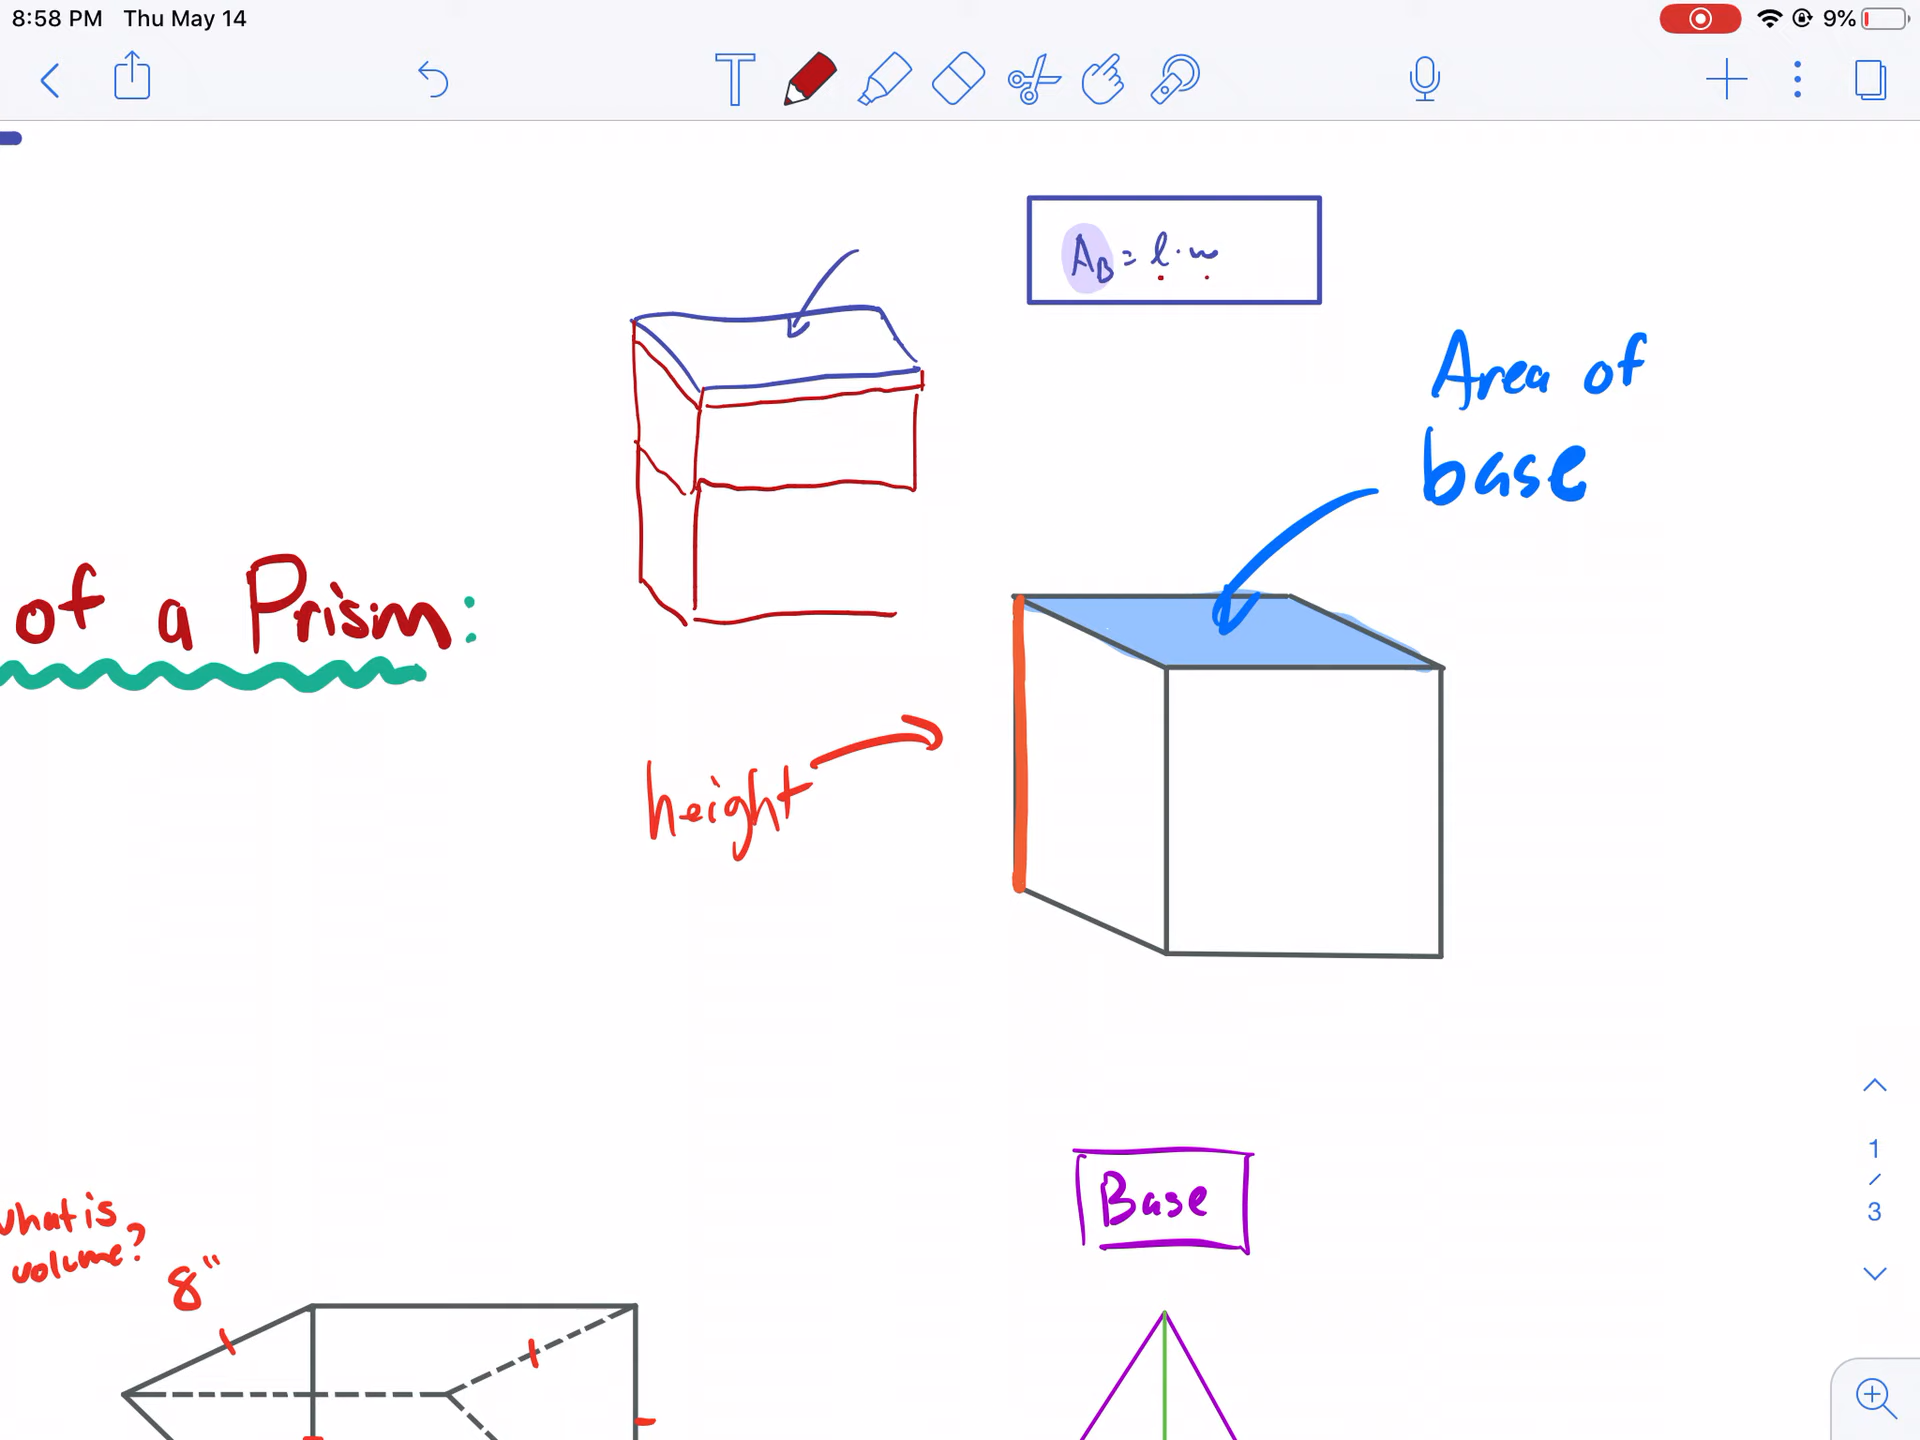 8:58 PM Thu May 14
9%
T
A_B = l · w
Area of
base
of a Prism:
height
1
/
3
Base
What is
volume?
8"